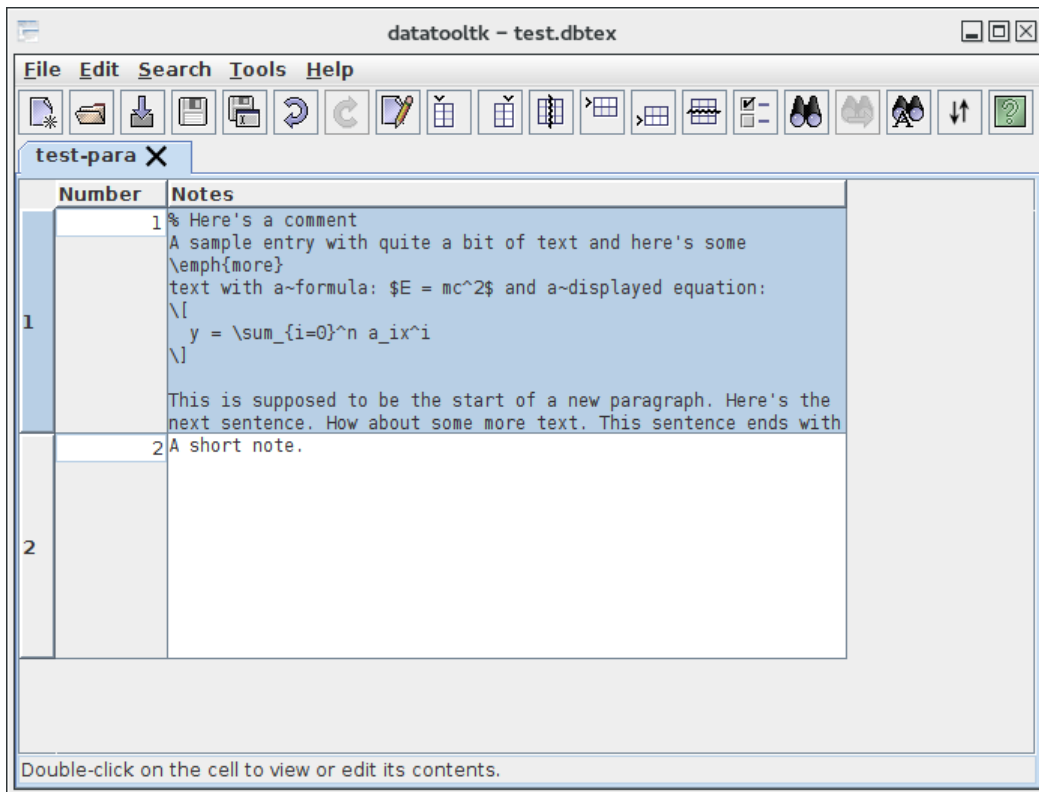 datatooltk – test.dbtex
File Edit Search Tools Help
test-para
Number Notes
1
1 % Here's a comment
A sample entry with quite a bit of text and here's some
\emph{more}
text with a~formula: $E = mc^2$ and a~displayed equation:
\[
  y = \sum_{i=0}^n a_ix^i
\]
This is supposed to be the start of a new paragraph. Here's the
next sentence. How about some more text. This sentence ends with
2
2 A short note.
Double-click on the cell to view or edit its contents.